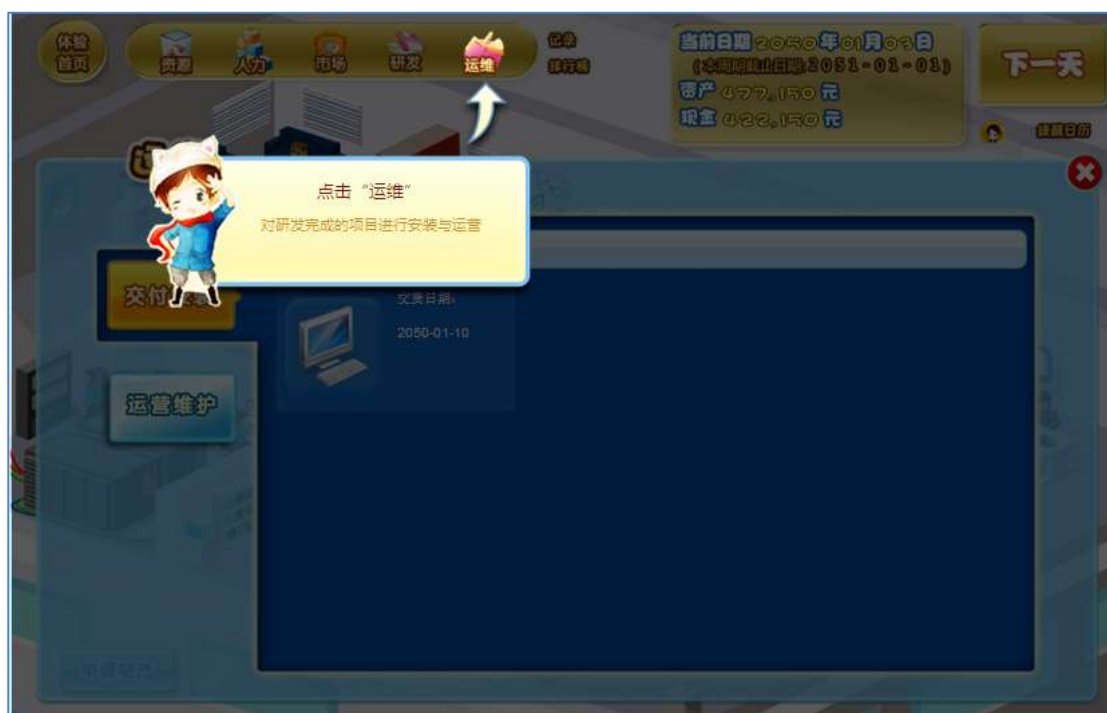 体验
首页
资源
人力
市场
研发
运维
记录
排行榜
当前日期 2050年01月03日
(本周期截止日期:2051-01-01)
资产 477,150 元
现金 422,150 元
下一天
提醒日历
点击“运维”
对研发完成的项目进行安装与运营
交付
交货日期:
2050-01-10
运营维护